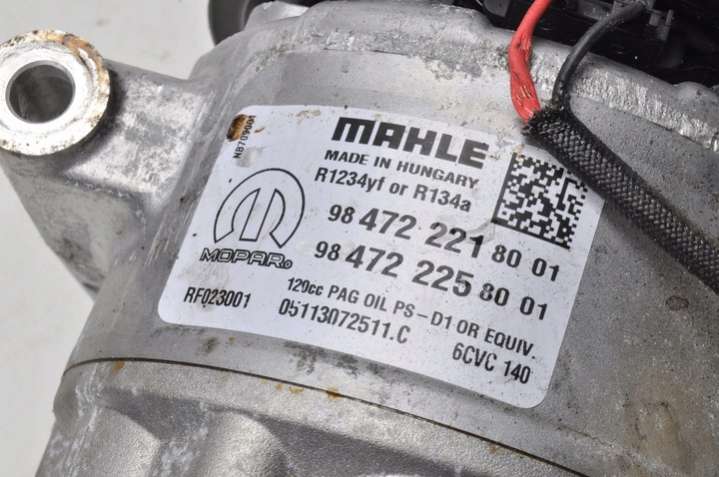 NB709001
MAHLE
MADE IN HUNGARY
R1234yf or R134a
98 472 221 80 01
98 472 225 80 01
MOPAR®
120cc PAG OIL PS-D1 OR EQUIV.
RF023001
05113072511.C
6CVC 140